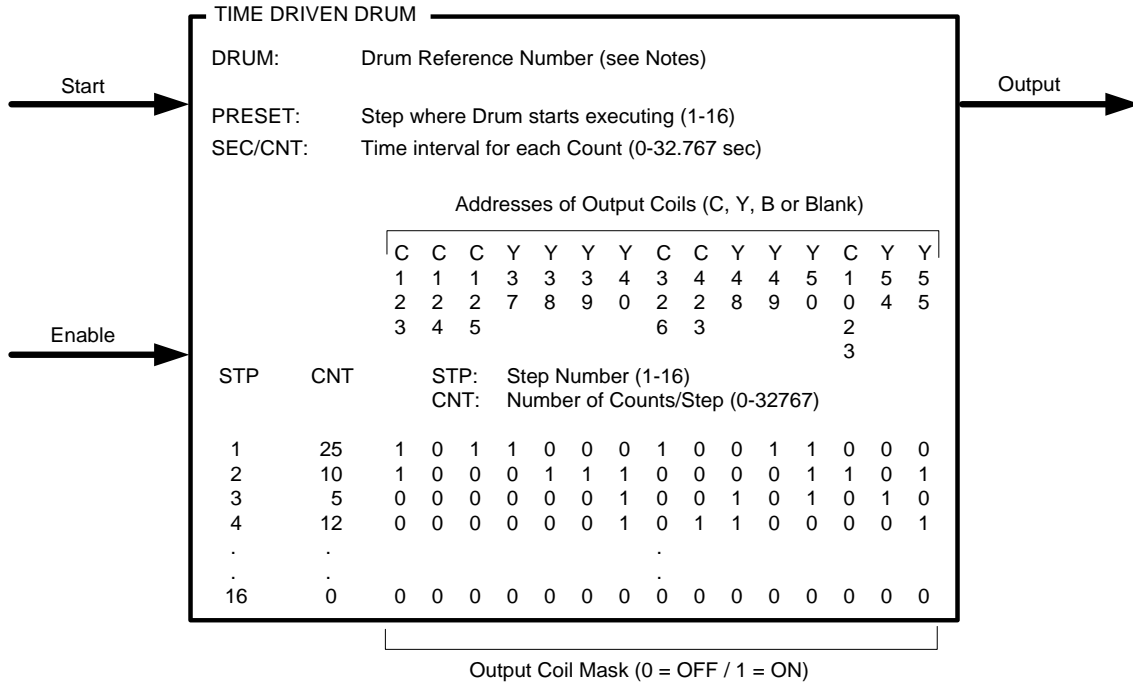 TIME DRIVEN DRUM
DRUM: Drum Reference Number (see Notes)
Start
Output
PRESET: Step where Drum starts executing (1-16)
SEC/CNT: Time interval for each Count (0-32.767 sec)
Addresses of Output Coils (C, Y, B or Blank)
C C C Y Y Y Y C C Y Y Y C Y Y
1 1 1 3 3 3 4 3 4 4 4 5 1 5 5
2 2 2 7 8 9 0 2 2 8 9 0 0 4 5
3 4 5 6 3 2
3
Enable
STP CNT STP: Step Number (1-16)
CNT: Number of Counts/Step (0-32767)
1 25 1 0 1 1 0 0 0 1 0 0 1 1 0 0 0
2 10 1 0 0 0 1 1 1 0 0 0 0 1 1 0 1
3 5 0 0 0 0 0 0 1 0 0 1 0 1 0 1 0
4 12 0 0 0 0 0 0 1 0 1 1 0 0 0 0 1
. . .
. . .
16 0 0 0 0 0 0 0 0 0 0 0 0 0 0 0 0
Output Coil Mask (0 = OFF / 1 = ON)